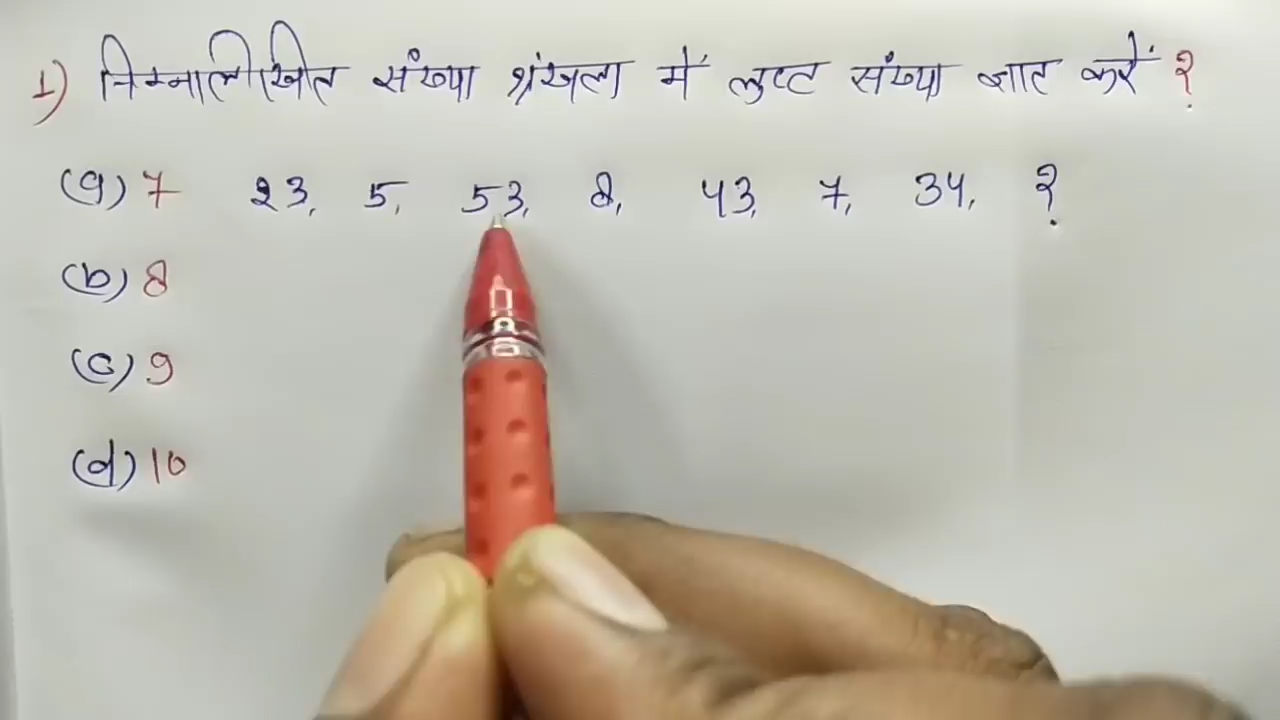 1) निम्नलिखित संख्या श्रंखला में लुप्त संख्या ज्ञात करें ?
(a) 7 23, 5, 53, 8, 43, 7, 34, ?
(b) 8
(c) 9
(d) 10